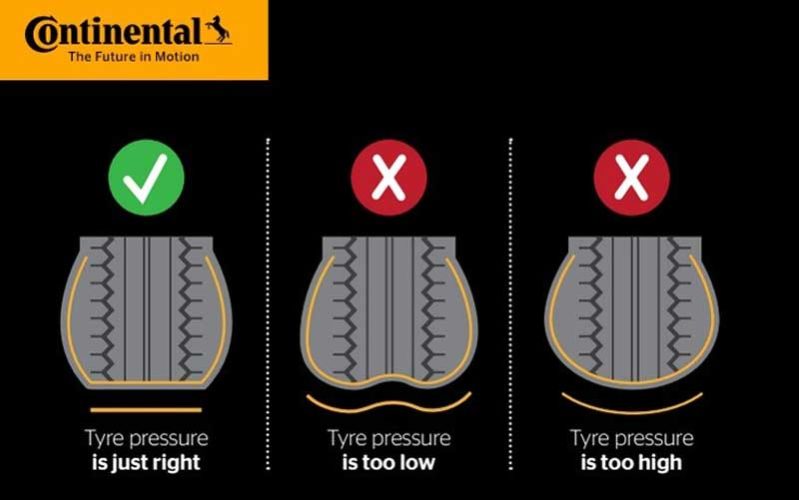 Continental
The Future in Motion
Tyre pressure
is just right
Tyre pressure
is too low
Tyre pressure
is too high